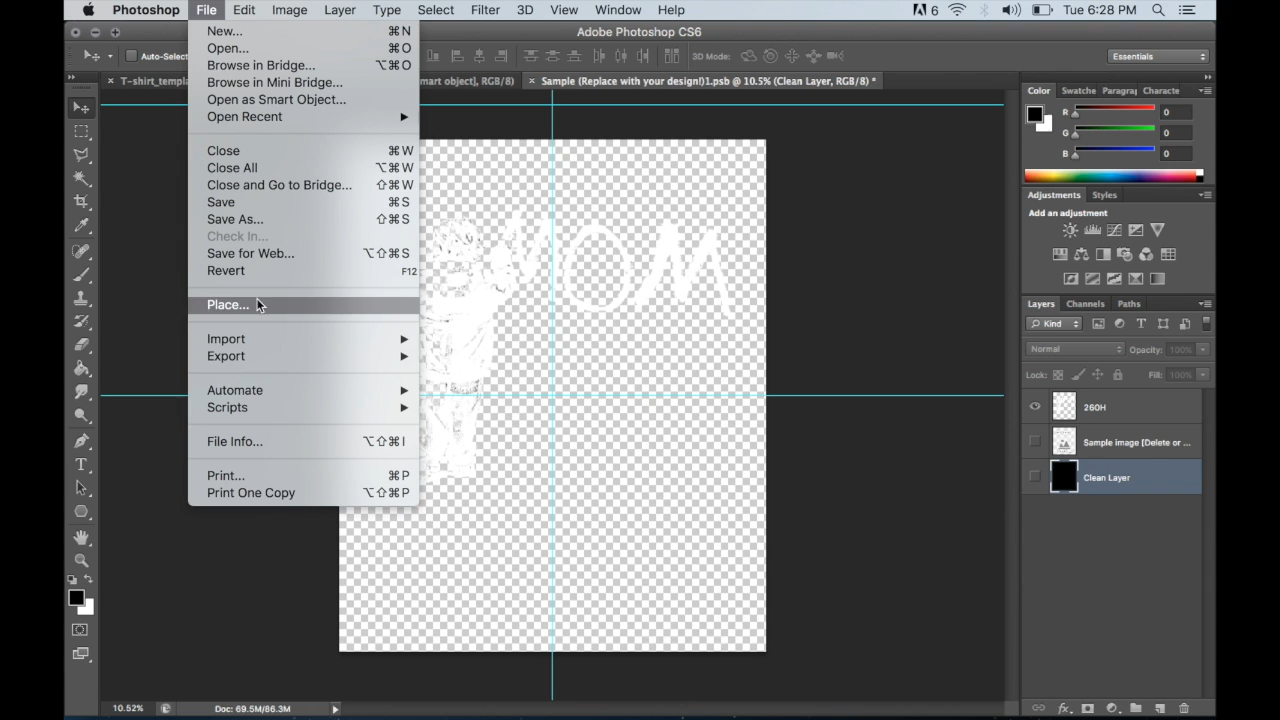 Photoshop File Edit Image Layer Type Select Filter 3D View Window Help 6 Tue 6:28 PM
Adobe Photoshop CS6
Auto-Select
3D Mode:
Essentials
New... ⌘N
Open... ⌘O
Browse in Bridge... ⌥⌘O
Browse in Mini Bridge...
Open as Smart Object...
Open Recent ▶
Close ⌘W
Close All ⌥⌘W
Close and Go to Bridge... ⇧⌘W
Save ⌘S
Save As... ⇧⌘S
Check In...
Save for Web... ⌥⇧⌘S
Revert F12
Place...
Import ▶
Export ▶
Automate ▶
Scripts ▶
File Info... ⌥⇧⌘I
Print... ⌘P
Print One Copy ⌥⇧⌘P
× T-shirt_templa
mart object], RGB/8)
× Sample (Replace with your design!)1.psb @ 10.5% (Clean Layer, RGB/8) *
MOM
Color Swatche Paragraj Characte
R 0
G 0
B 0
Adjustments Styles
Add an adjustment
Layers Channels Paths
Kind
Normal Opacity: 100%
Lock: Fill: 100%
260H
Sample image [Delete or ...
Clean Layer
10.52% Doc: 69.5M/86.3M